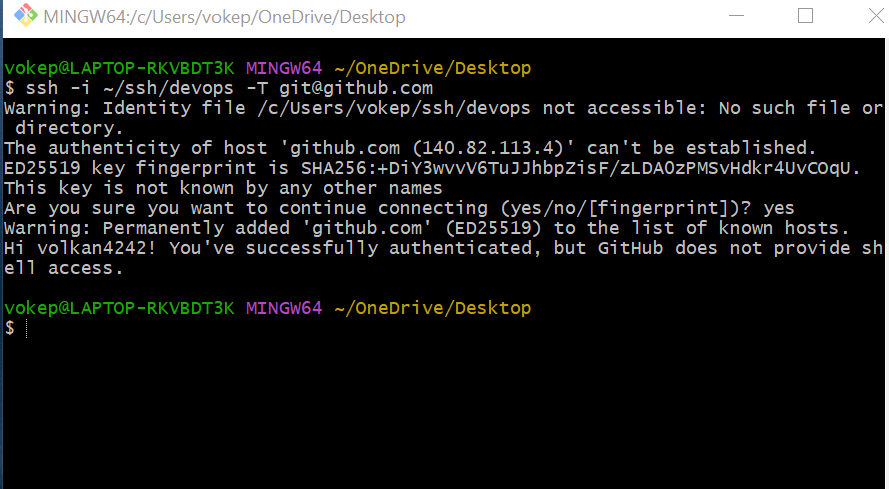 MINGW64:/c/Users/vokep/OneDrive/Desktop
vokep@LAPTOP-RKVBDT3K MINGW64 ~/OneDrive/Desktop
$ ssh -i ~/ssh/devops -T git@github.com
Warning: Identity file /c/Users/vokep/ssh/devops not accessible: No such file or
 directory.
The authenticity of host 'github.com (140.82.113.4)' can't be established.
ED25519 key fingerprint is SHA256:+DiY3wvvV6TuJJhbpZisF/zLDA0zPMSvHdkr4UvCOqU.
This key is not known by any other names
Are you sure you want to continue connecting (yes/no/[fingerprint])? yes
Warning: Permanently added 'github.com' (ED25519) to the list of known hosts.
Hi volkan4242! You've successfully authenticated, but GitHub does not provide sh
ell access.
vokep@LAPTOP-RKVBDT3K MINGW64 ~/OneDrive/Desktop
$